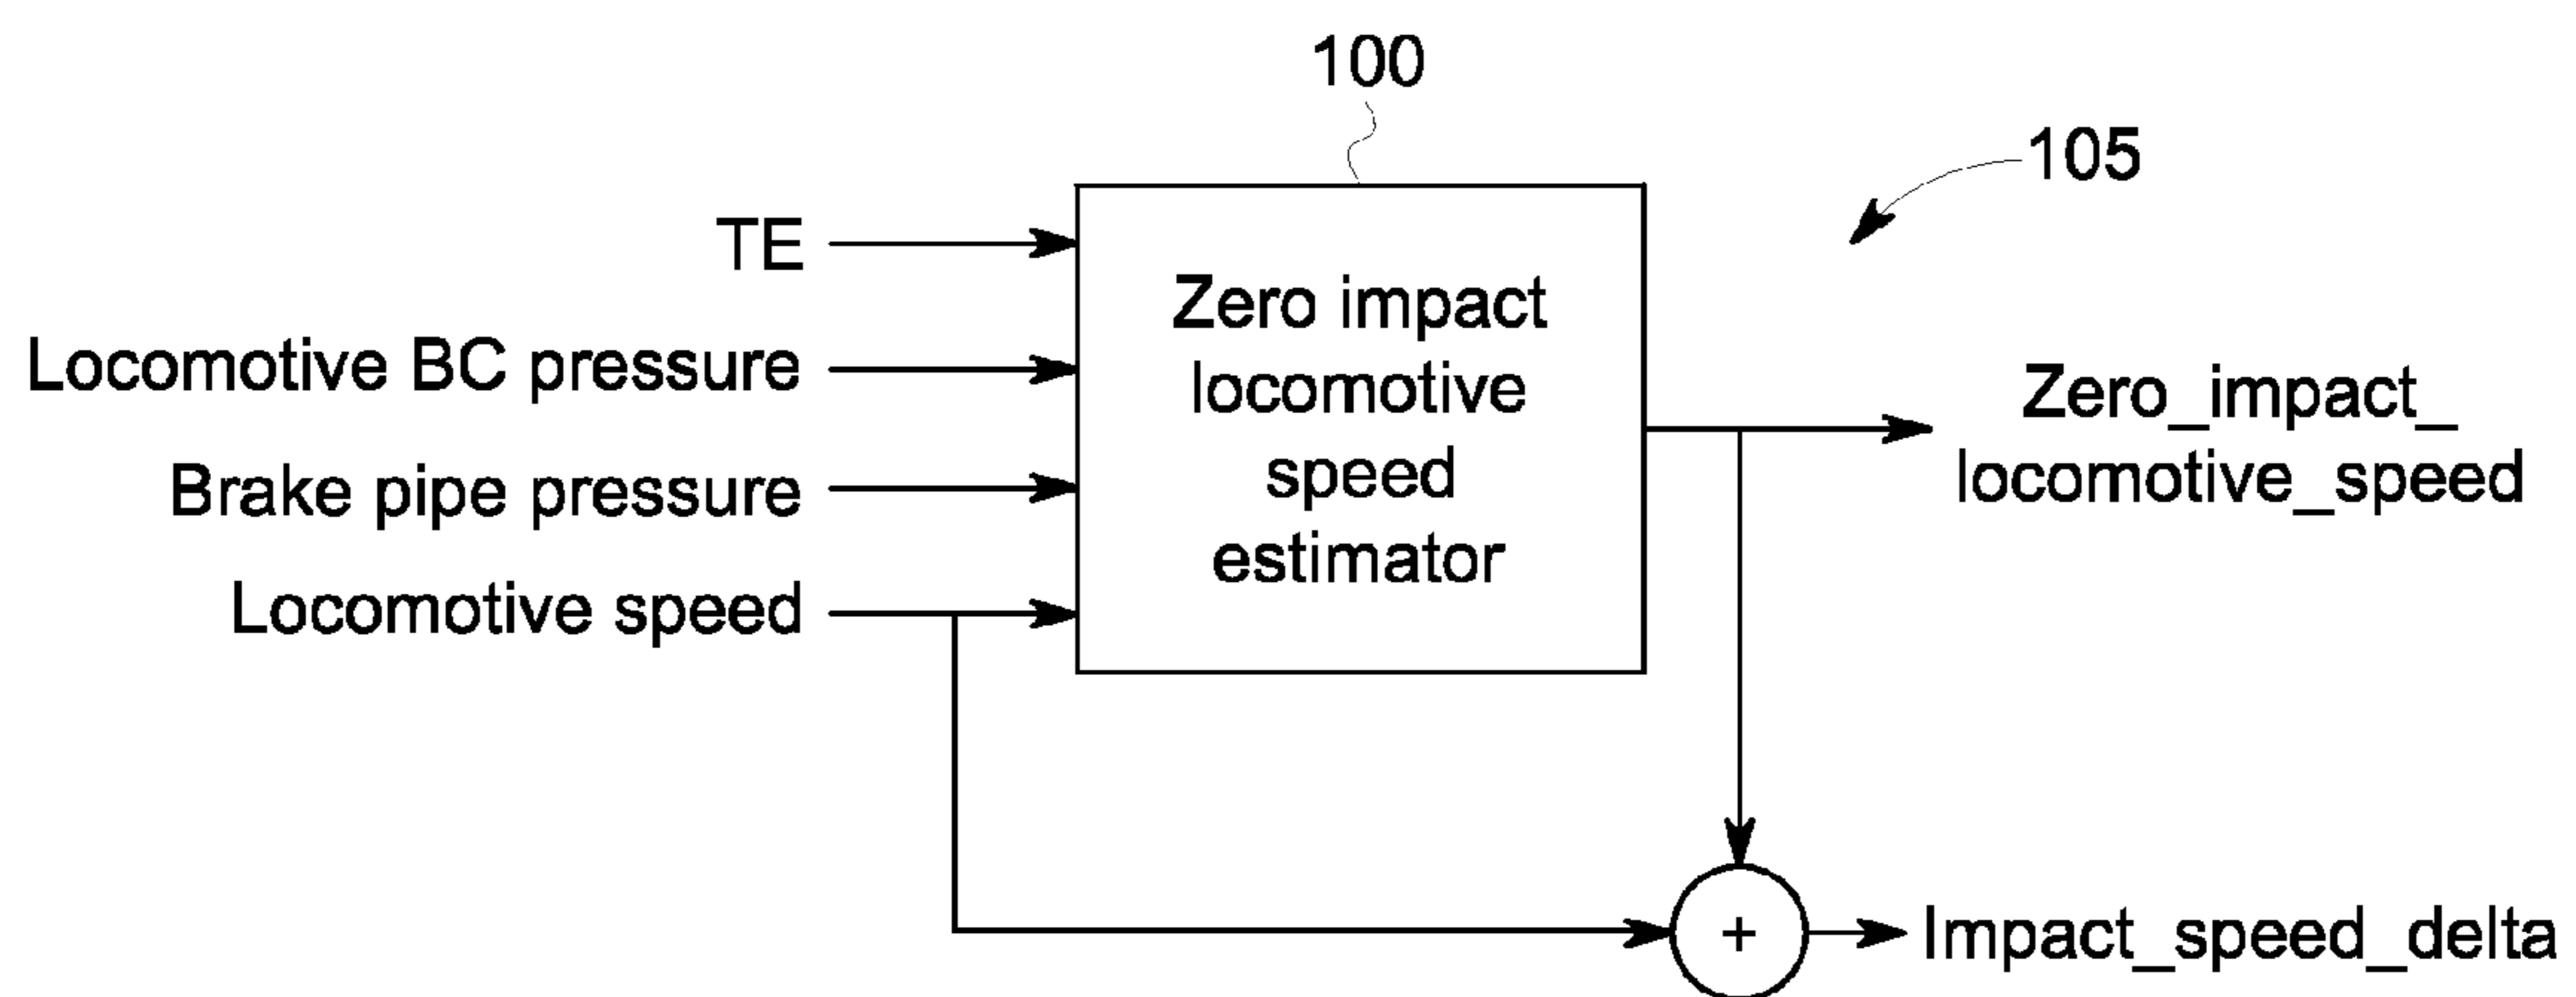 100
105
TE
Locomotive BC pressure
Brake pipe pressure
Locomotive speed
Zero impact
locomotive
speed
estimator
Zero_impact_
locomotive_speed
+
Impact_speed_delta